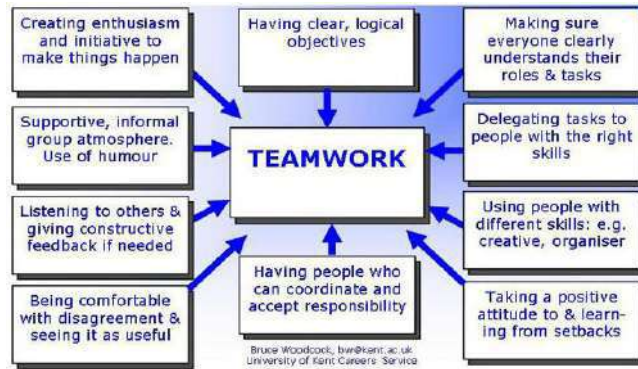 Creating enthusiasm
and initiative to
make things happen
Having clear, logical
objectives
Making sure
everyone clearly
understands their
roles & tasks
Supportive, informal
group atmosphere.
Use of humour
TEAMWORK
Delegating tasks to
people with the right
skills
Listening to others &
giving constructive
feedback if needed
Using people with
different skills: e.g.
creative, organiser
Being comfortable
with disagreement &
seeing it as useful
Having people who
can coordinate and
accept responsibility
Taking a positive
attitude to & learn-
ing from setbacks
Bruce Woodcock, bw@kent.ac.uk
University of Kent Careers Service